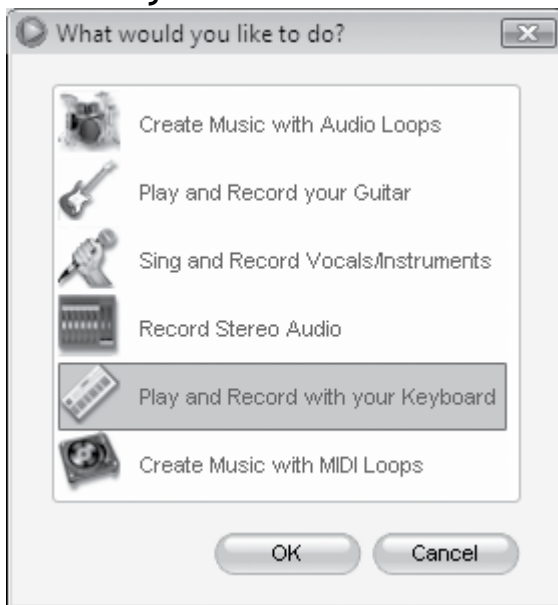 What would you like to do?
Create Music with Audio Loops
Play and Record your Guitar
Sing and Record Vocals/Instruments
Record Stereo Audio
Play and Record with your Keyboard
Create Music with MIDI Loops
OK Cancel